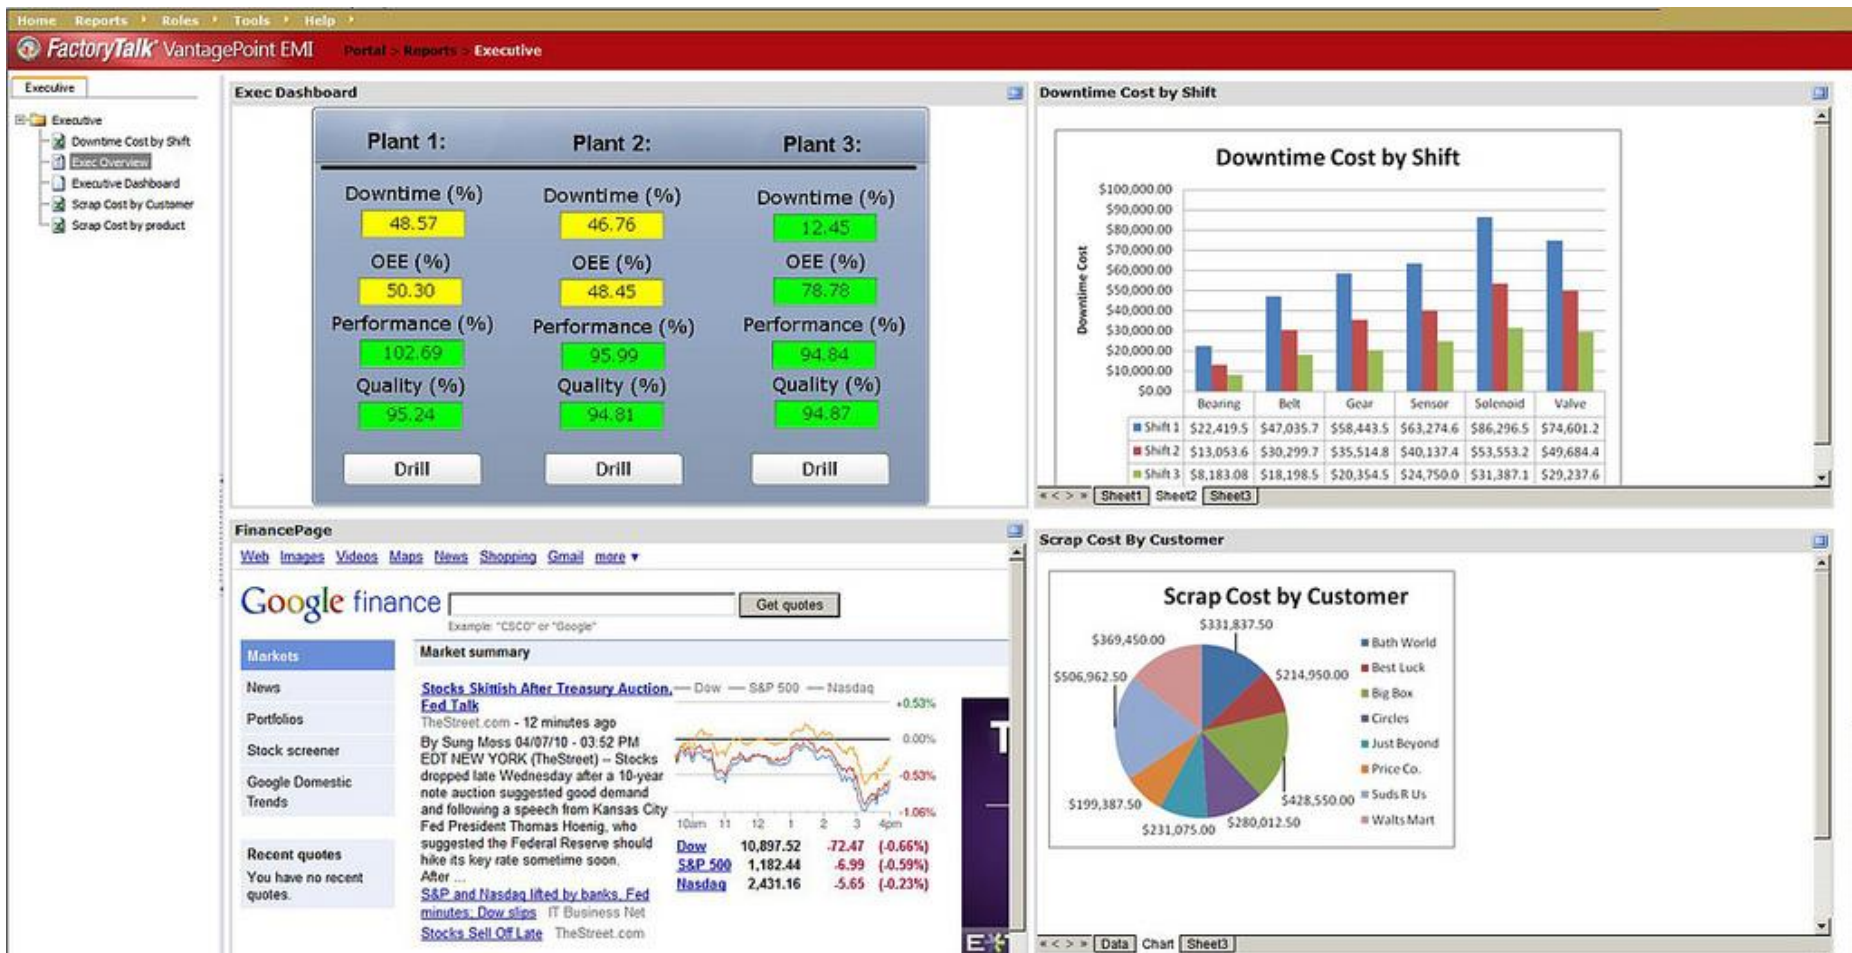 Home Reports Roles Tools Help
FactoryTalk VantagePoint EMI Portal > Reports > Executive
Executive
Executive
Downtime Cost by Shift
Exec Overview
Executive Dashboard
Scrap Cost by Customer
Scrap Cost by product
Exec Dashboard
Plant 1: Plant 2: Plant 3:
Downtime (%) Downtime (%) Downtime (%)
48.57 46.76 12.45
OEE (%) OEE (%) OEE (%)
50.30 48.45 78.78
Performance (%) Performance (%) Performance (%)
102.69 95.99 94.84
Quality (%) Quality (%) Quality (%)
95.24 94.81 94.87
Drill Drill Drill
Downtime Cost by Shift
Downtime Cost by Shift
Downtime Cost
$100,000.00
$90,000.00
$80,000.00
$70,000.00
$60,000.00
$50,000.00
$40,000.00
$30,000.00
$20,000.00
$10,000.00
$0.00
Bearing Belt Gear Sensor Solenoid Valve
Shift 1 $22,419.5 $47,035.7 $58,443.5 $63,274.6 $86,296.5 $74,601.2
Shift 2 $13,053.6 $30,299.7 $35,514.8 $40,137.4 $53,553.2 $49,684.4
Shift 3 $8,183.08 $18,198.5 $20,354.5 $24,750.0 $31,387.1 $29,237.6
« < > » Sheet1 Sheet2 Sheet3
FinancePage
Web Images Videos Maps News Shopping Gmail more ▼
Google finance Get quotes
Example: "CSCO" or "Google"
Markets
News
Portfolios
Stock screener
Google Domestic
Trends
Recent quotes
You have no recent
quotes.
Market summary
Stocks Skittish After Treasury Auction,
Fed Talk
TheStreet.com - 12 minutes ago
By Sung Moss 04/07/10 - 03:52 PM
EDT NEW YORK (TheStreet) -- Stocks
dropped late Wednesday after a 10-year
note auction suggested good demand
and following a speech from Kansas City
Fed President Thomas Hoenig, who
suggested the Federal Reserve should
hike its key rate sometime soon.
After ...
S&P and Nasdaq lifted by banks, Fed
minutes; Dow slips IT Business Net
Stocks Sell Off Late TheStreet.com
Dow S&P 500 Nasdaq
+0.53%
0.00%
-0.53%
-1.06%
10am 11 12 1 2 3 4pm
Dow 10,897.52 -72.47 (-0.66%)
S&P 500 1,182.44 -6.99 (-0.59%)
Nasdaq 2,431.16 -5.65 (-0.23%)
Scrap Cost By Customer
Scrap Cost by Customer
$331,837.50
$369,450.00
$214,950.00
$506,962.50
$428,550.00
$199,387.50
$280,012.50
$231,075.00
Bath World
Best Luck
Big Box
Circles
Just Beyond
Price Co.
Suds R Us
Walts Mart
« < > » Data Chart Sheet3